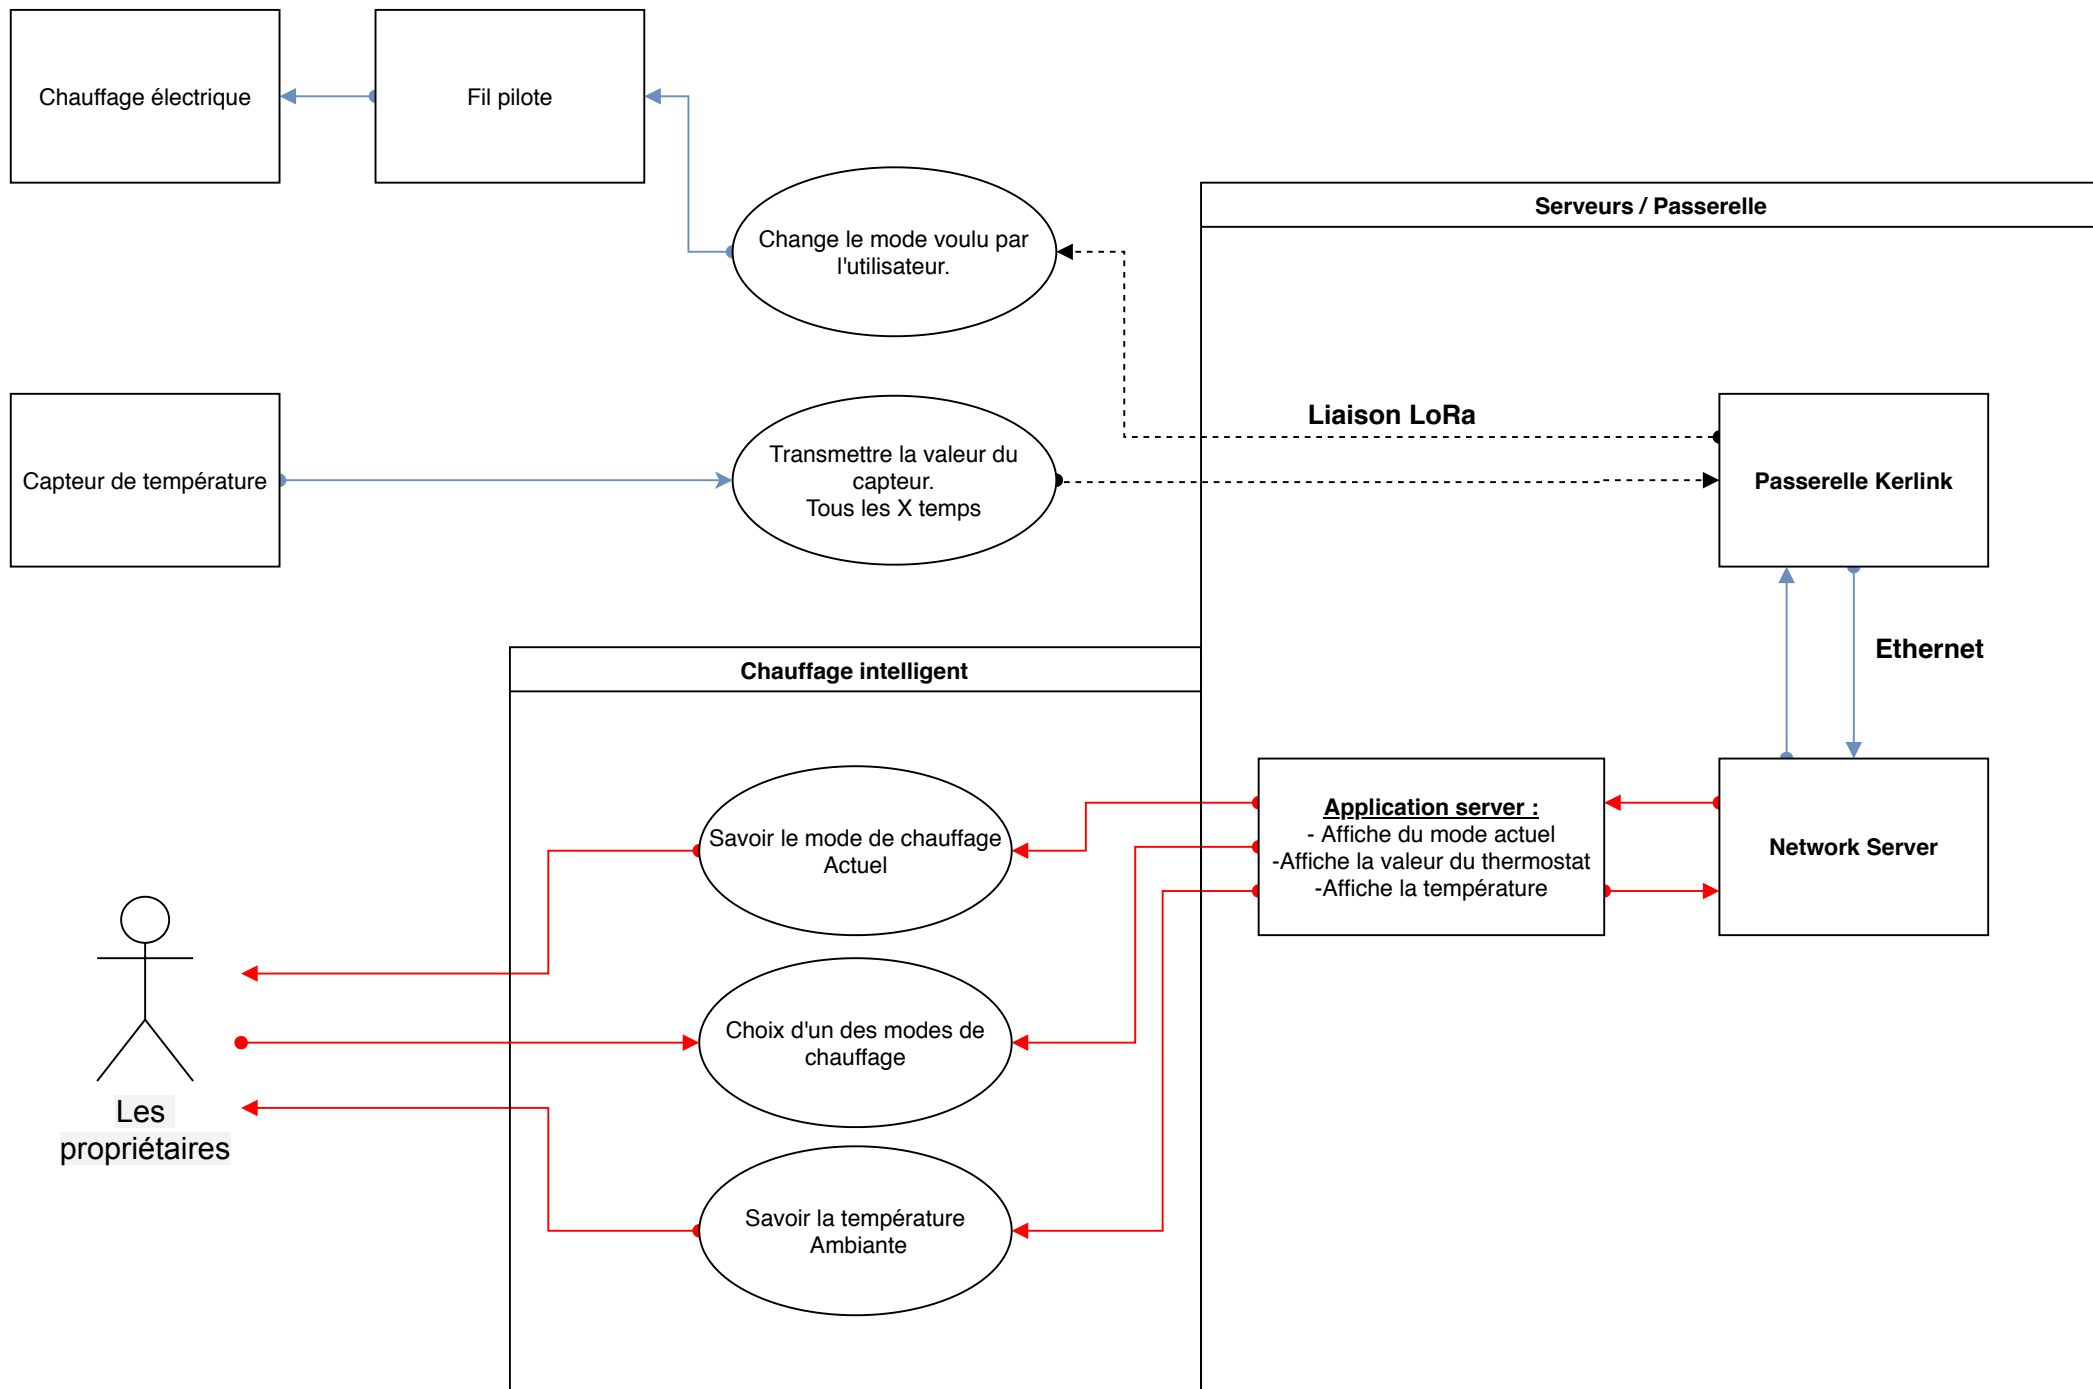 Chauffage électrique
Fil pilote
Change le mode voulu par
l'utilisateur.
Serveurs / Passerelle
Liaison LoRa
Capteur de température
Transmettre la valeur du
capteur.
Tous les X temps
Passerelle Kerlink
Ethernet
Chauffage intelligent
Savoir le mode de chauffage
Actuel
Application server :
- Affiche du mode actuel
-Affiche la valeur du thermostat
-Affiche la température
Network Server
Choix d'un des modes de
chauffage
Les
propriétaires
Savoir la température
Ambiante